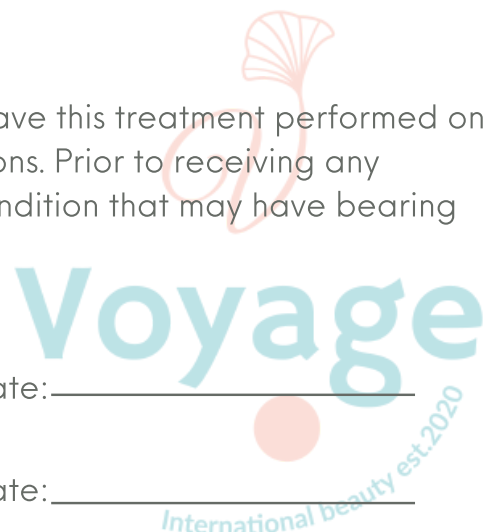 ave this treatment performed on
ons. Prior to receiving any
ndition that may have bearing
Voyage
ate:
ate:
International beauty est.2020